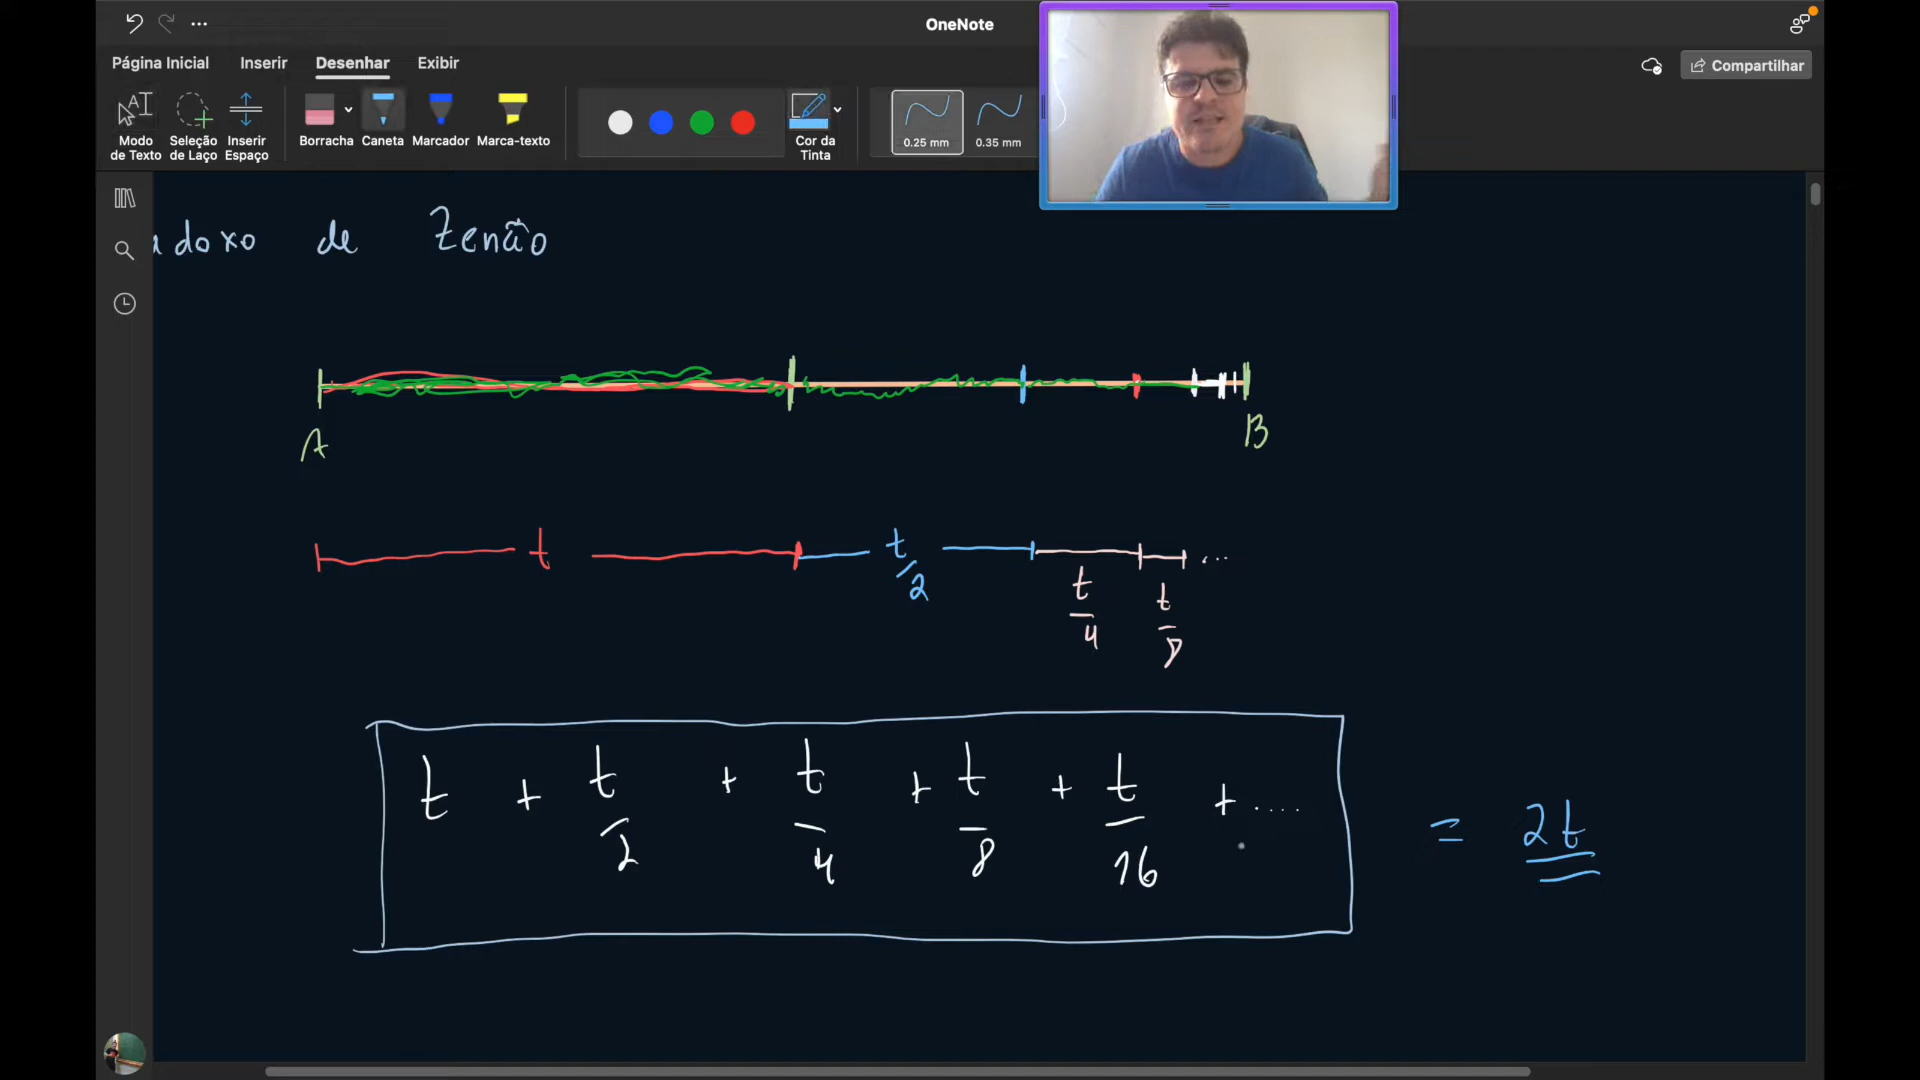 OneNote
Página Inicial Inserir Desenhar Exibir
Compartilhar
Modo de Texto Seleção de Laço Inserir Espaço Borracha Caneta Marcador Marca-texto Cor da Tinta 0.25 mm 0.35 mm
adoxo de Zenão
A B
t t/2 t/4 t/8 ...
t + t/2 + t/4 + t/8 + t/16 + .... = 2t